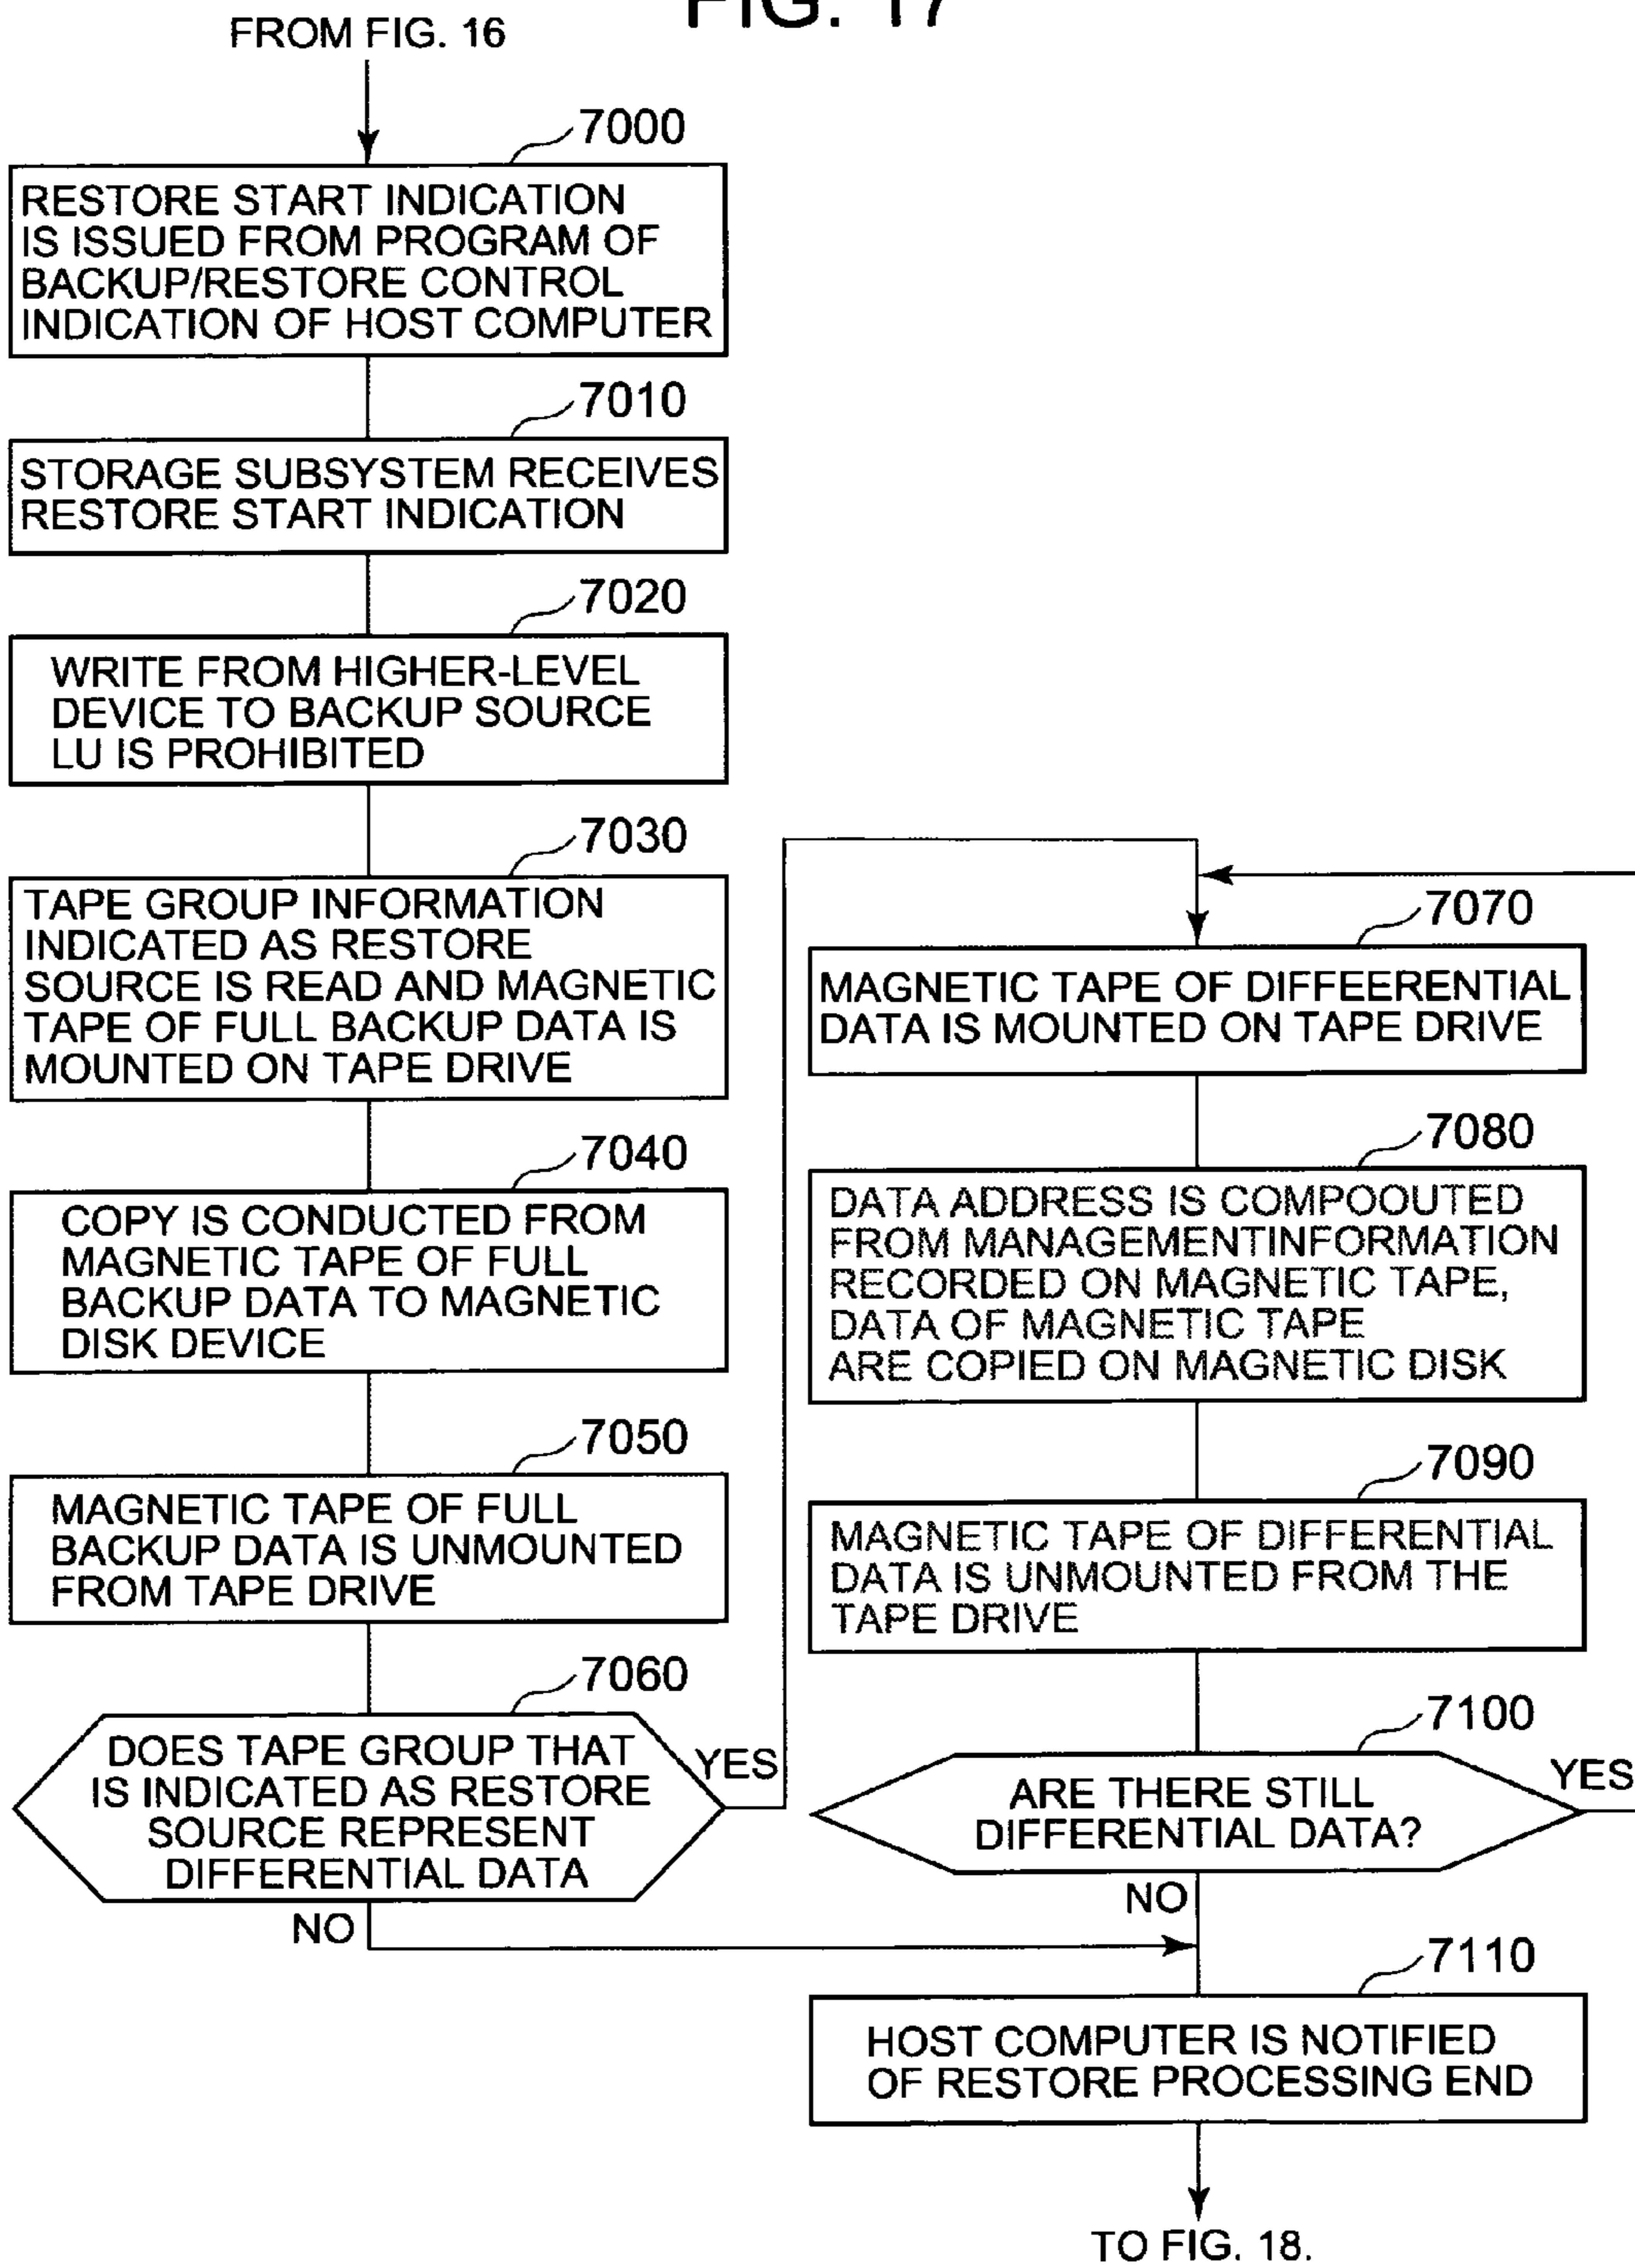 FIG. 17
FROM FIG. 16
7000
RESTORE START INDICATION
IS ISSUED FROM PROGRAM OF
BACKUP/RESTORE CONTROL
INDICATION OF HOST COMPUTER
7010
STORAGE SUBSYSTEM RECEIVES
RESTORE START INDICATION
7020
WRITE FROM HIGHER-LEVEL
DEVICE TO BACKUP SOURCE
LU IS PROHIBITED
7030
TAPE GROUP INFORMATION
INDICATED AS RESTORE
SOURCE IS READ AND MAGNETIC
TAPE OF FULL BACKUP DATA IS
MOUNTED ON TAPE DRIVE
7040
COPY IS CONDUCTED FROM
MAGNETIC TAPE OF FULL
BACKUP DATA TO MAGNETIC
DISK DEVICE
7050
MAGNETIC TAPE OF FULL
BACKUP DATA IS UNMOUNTED
FROM TAPE DRIVE
7060
DOES TAPE GROUP THAT
IS INDICATED AS RESTORE
SOURCE REPRESENT
DIFFERENTIAL DATA
YES
NO
7070
MAGNETIC TAPE OF DIFFEERENTIAL
DATA IS MOUNTED ON TAPE DRIVE
7080
DATA ADDRESS IS COMPOOUTED
FROM MANAGEMENTINFORMATION
RECORDED ON MAGNETIC TAPE,
DATA OF MAGNETIC TAPE
ARE COPIED ON MAGNETIC DISK
7090
MAGNETIC TAPE OF DIFFERENTIAL
DATA IS UNMOUNTED FROM THE
TAPE DRIVE
7100
ARE THERE STILL
DIFFERENTIAL DATA?
YES
NO
7110
HOST COMPUTER IS NOTIFIED
OF RESTORE PROCESSING END
TO FIG. 18.